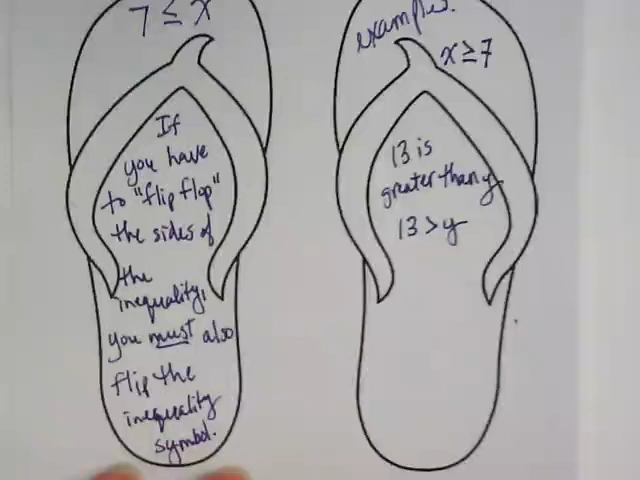 7 ≤ x
If
you have
to "flip flop"
the sides of
the
inequality,
you must also
flip the
inequality
symbol.
examples:
x ≥ 7
13 is
greater than y
13 > y